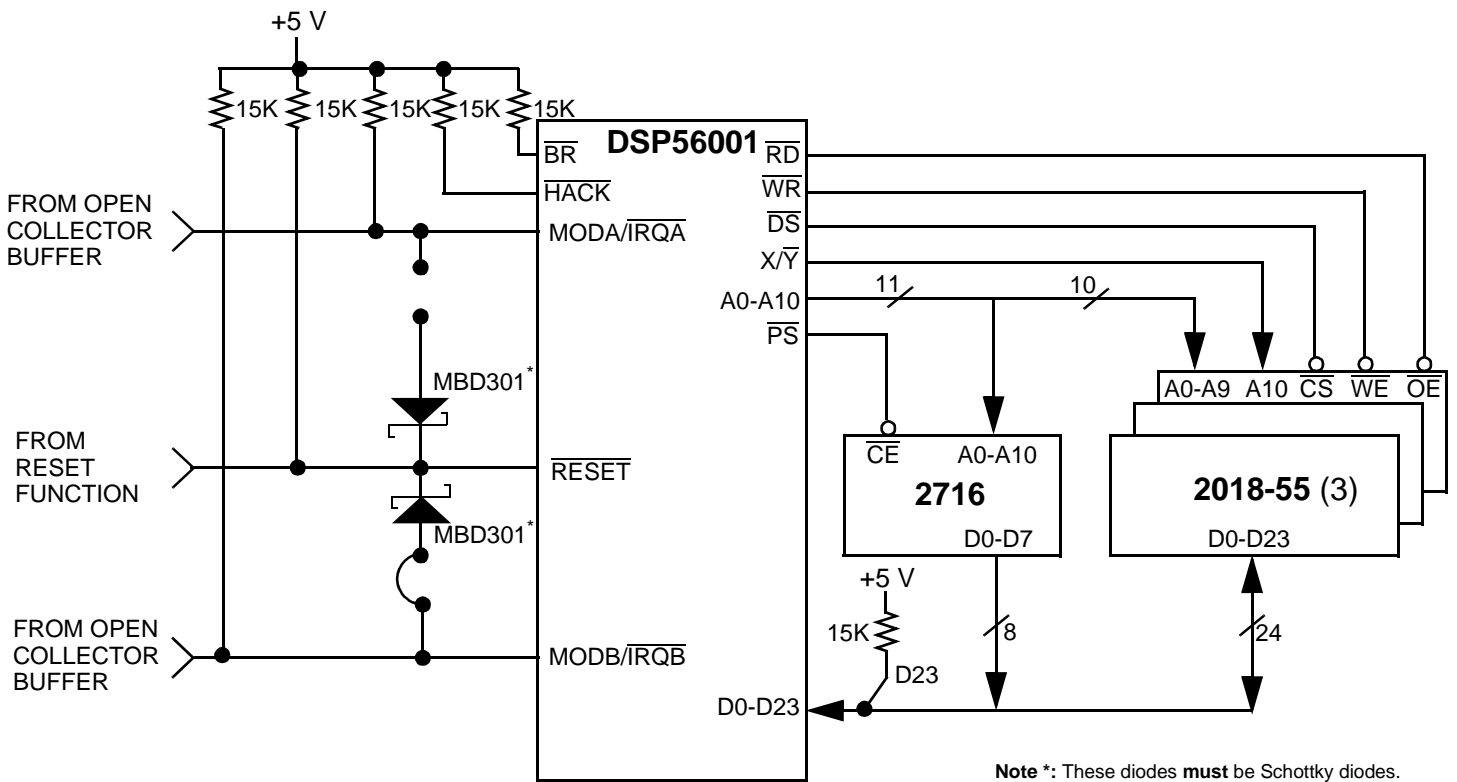 +5 V
15K 15K 15K 15K 15K
DSP56001
BR
HACK
MODA/IRQA
RESET
MODB/IRQB
RD
WR
DS
X/Y
A0-A10
PS
D0-D23
FROM OPEN
COLLECTOR
BUFFER
FROM
RESET
FUNCTION
FROM OPEN
COLLECTOR
BUFFER
MBD301*
MBD301*
11
10
CE A0-A10
2716
D0-D7
A0-A9 A10 CS WE OE
2018-55 (3)
D0-D23
+5 V
15K
D23
8
24
Note *: These diodes must be Schottky diodes.